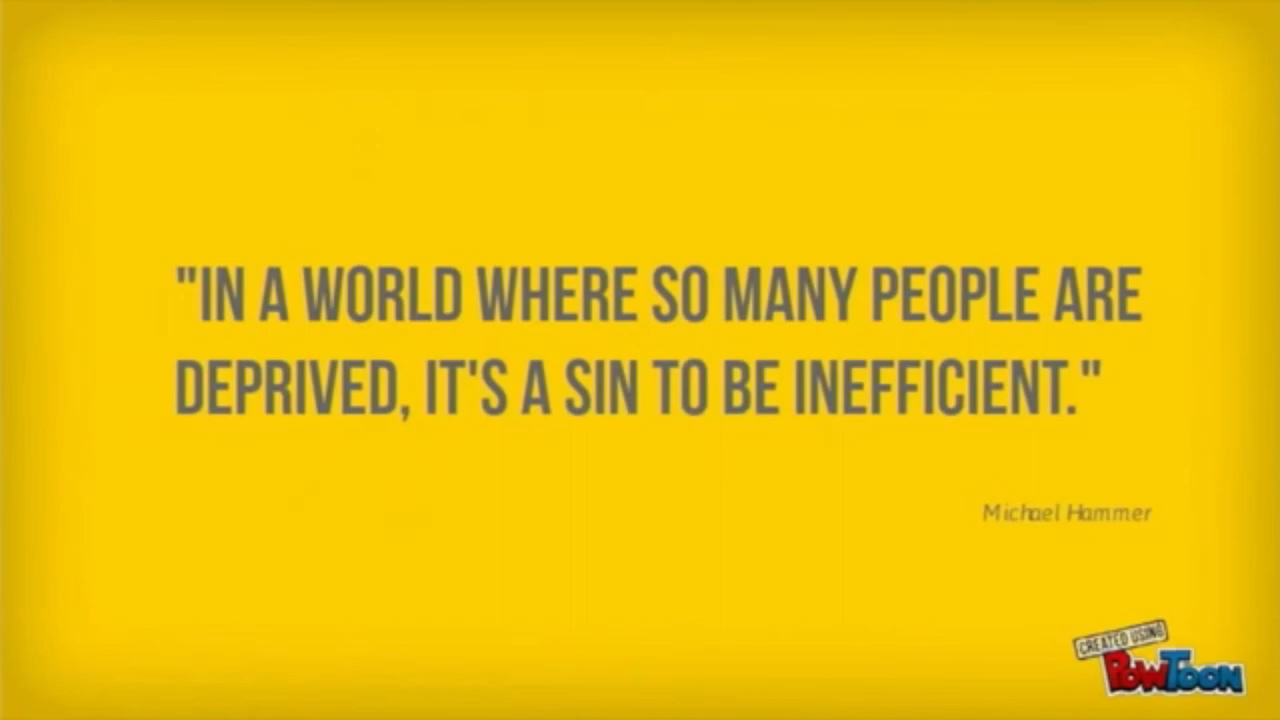 "IN A WORLD WHERE SO MANY PEOPLE ARE
DEPRIVED, IT'S A SIN TO BE INEFFICIENT."
Michael Hammer
CREATED USING
POWTOON